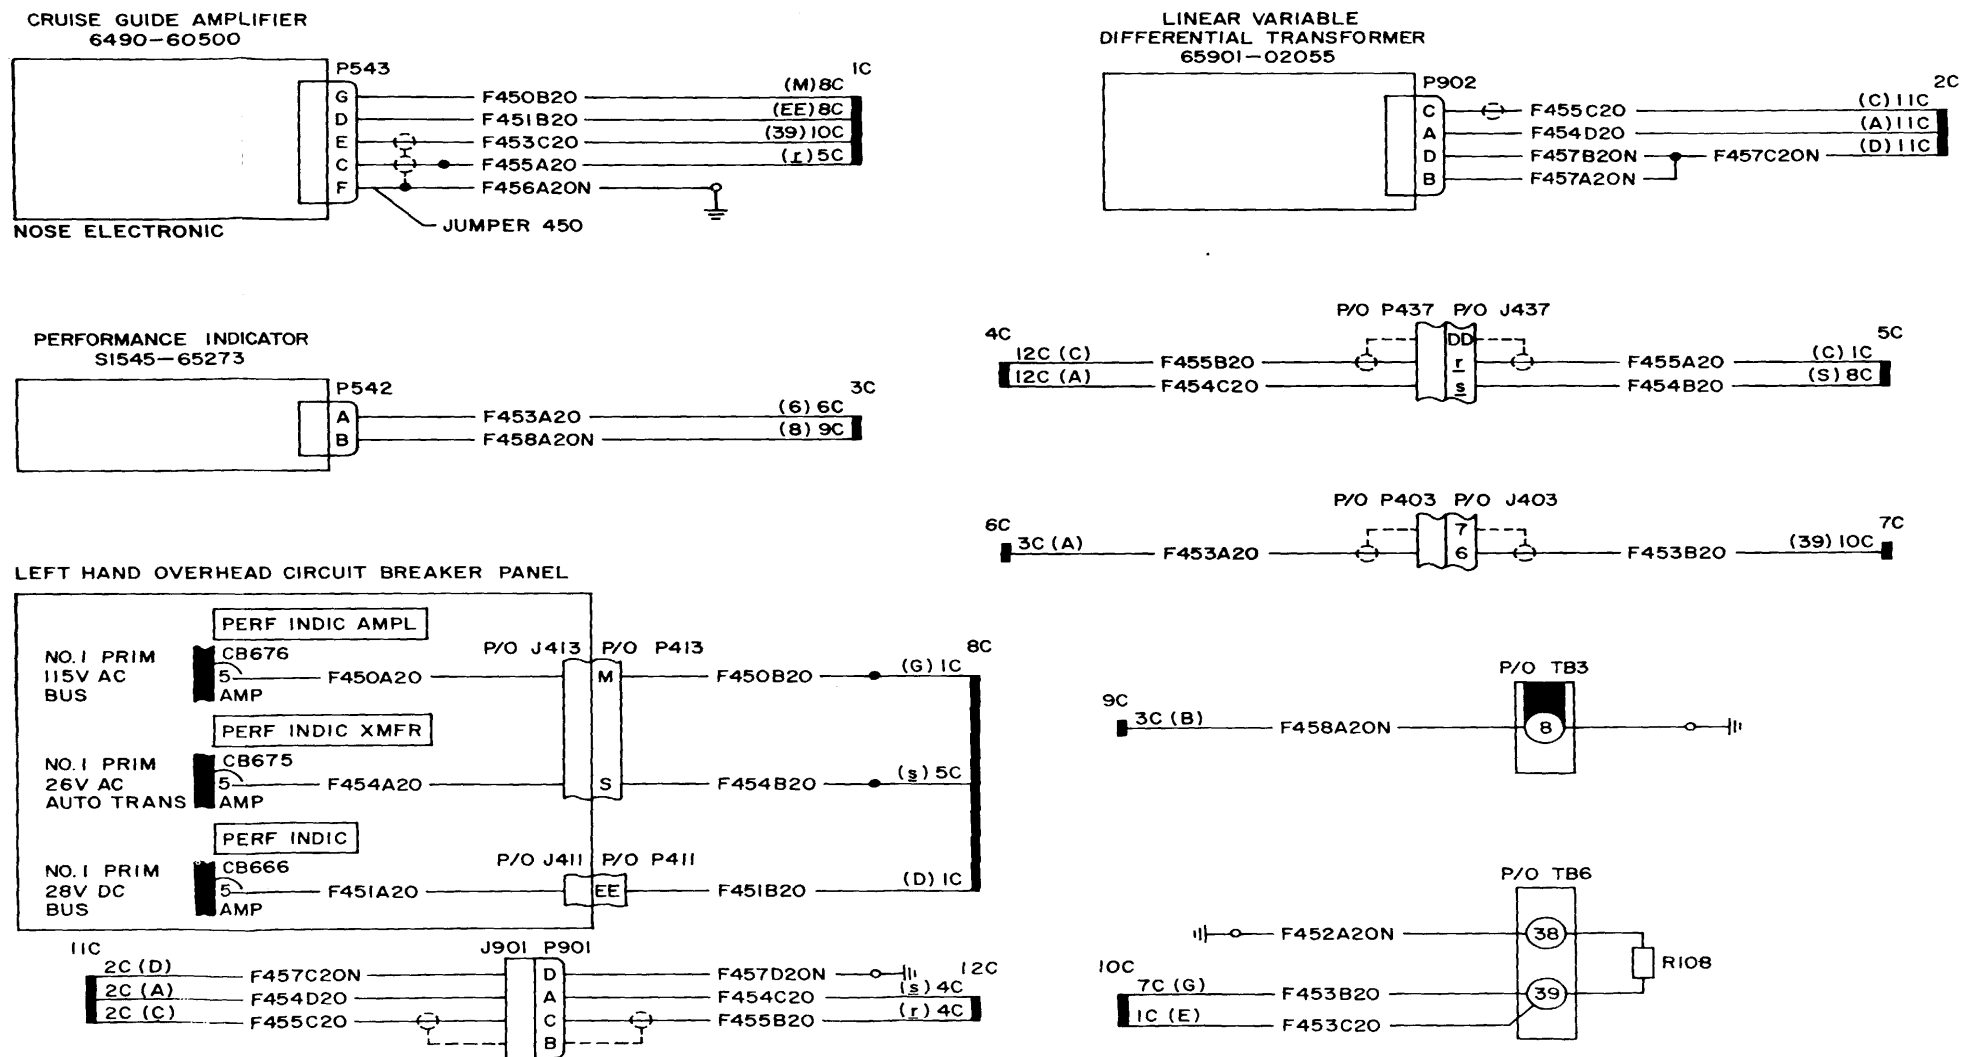 CRUISE GUIDE AMPLIFIER
6490-60500
P543
1C
G F450B20 (M) 8C
D F451B20 (EE) 8C
E F453C20 (39) 10C
C F455A20 (r) 5C
F F456A20N
JUMPER 450
NOSE ELECTRONIC
LINEAR VARIABLE
DIFFERENTIAL TRANSFORMER
65901-02055
P902
2C
C F455C20 (C) 11C
A F454D20 (A) 11C
D F457B20N F457C20N (D) 11C
B F457A20N
PERFORMANCE INDICATOR
S1545-65273
P542
3C
A F453A20 (6) 6C
B F458A20N (8) 9C
P/O P437 P/O J437
4C
5C
DD
12C (C) F455B20 r F455A20 (C) 1C
12C (A) F454C20 s F454B20 (S) 8C
P/O P403 P/O J403
6C
7C
7
3C (A) F453A20 6 F453B20 (39) 10C
LEFT HAND OVERHEAD CIRCUIT BREAKER PANEL
PERF INDIC AMPL
P/O J413 P/O P413
8C
NO. 1 PRIM
115V AC
BUS
CB676
5
AMP
F450A20 M F450B20 (G) 1C
PERF INDIC XMFR
NO. 1 PRIM
26V AC
AUTO TRANS
CB675
5
AMP
F454A20 S F454B20 (s) 5C
PERF INDIC
P/O J411 P/O P411
NO. 1 PRIM
28V DC
BUS
CB666
5
AMP
F451A20 EE F451B20 (D) 1C
P/O TB3
9C
3C (B) F458A20N 8
11C
J901 P901
12C
2C (D) F457C20N D F457D20N
2C (A) F454D20 A F454C20 (s) 4C
2C (C) F455C20 C F455B20 (r) 4C
B
P/O TB6
F452A20N 38
R108
10C
7C (G) F453B20 39
1C (E) F453C20